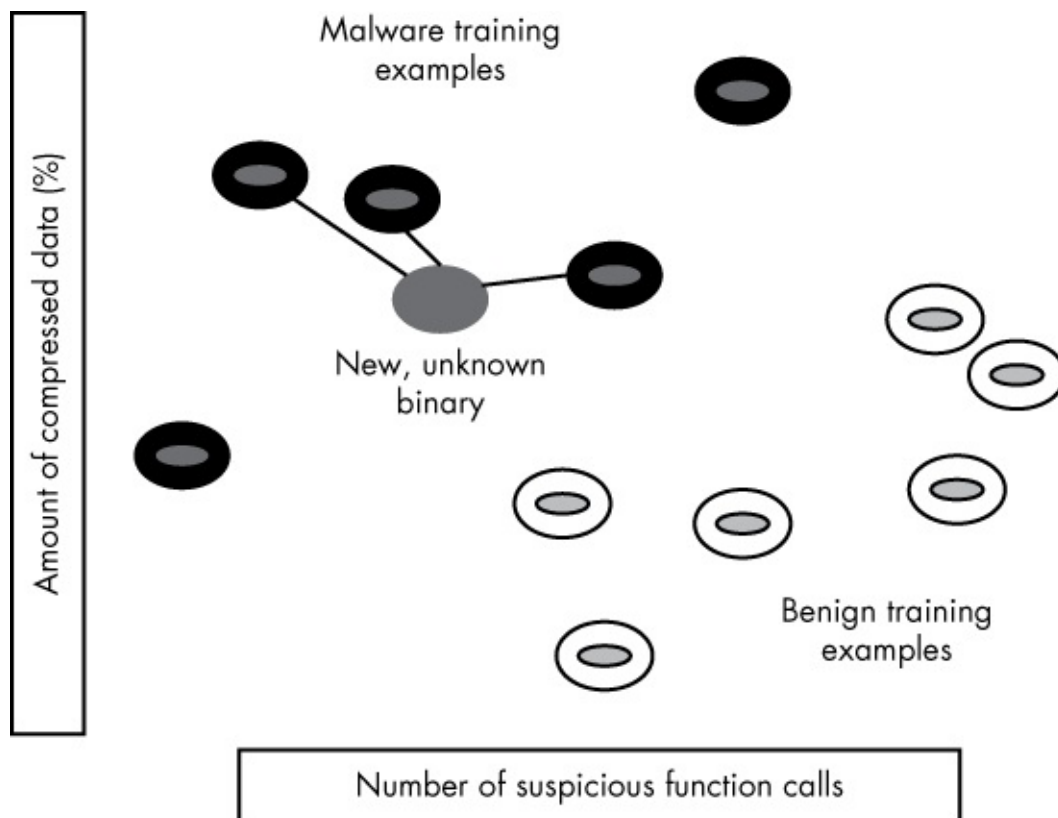 Malware training
examples
Amount of compressed data (%)
New, unknown
binary
Benign training
examples
Number of suspicious function calls